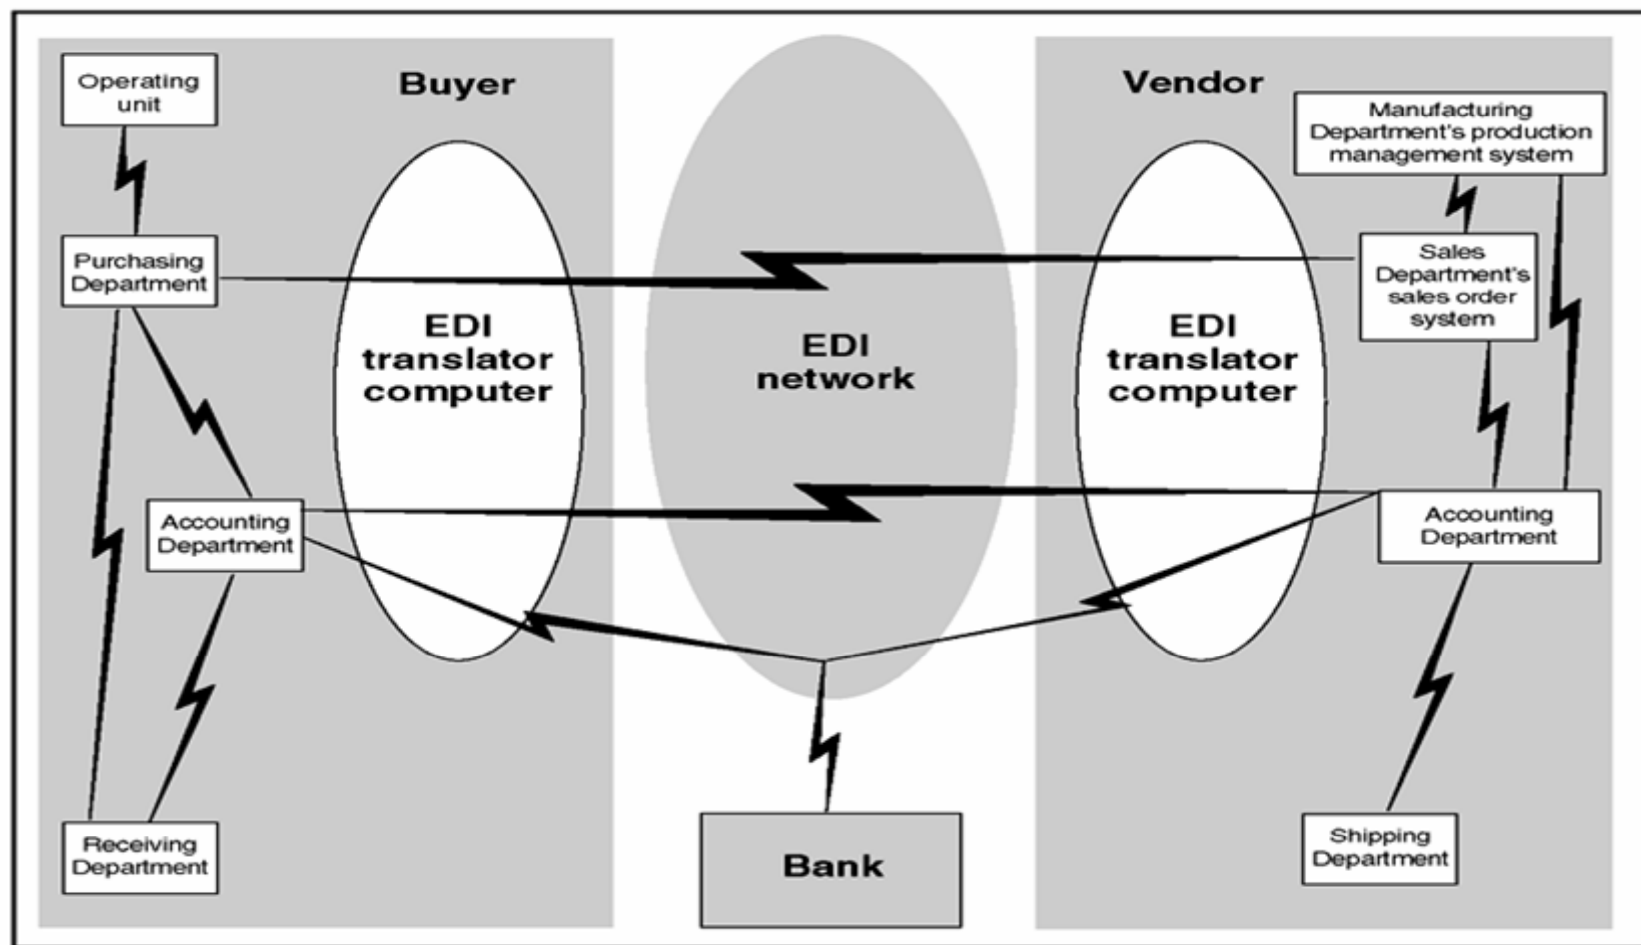 Operating
unit
Buyer
Purchasing
Department
EDI
translator
computer
Accounting
Department
Receiving
Department
EDI
network
Bank
Vendor
Manufacturing
Department's production
management system
Sales
Department's
sales order
system
EDI
translator
computer
Accounting
Department
Shipping
Department